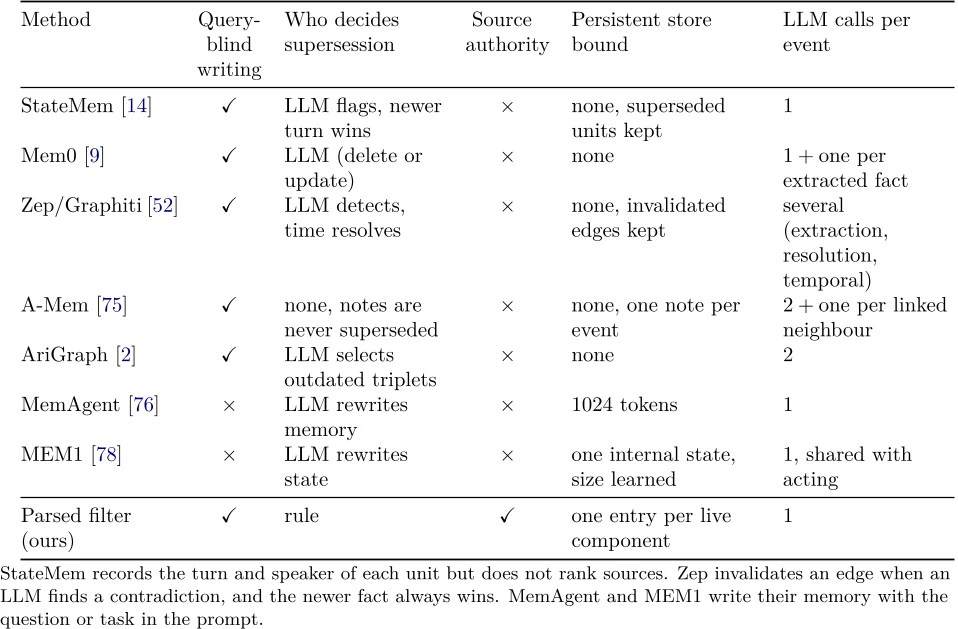 Method Query- Who decides Source Persistent store LLM calls per
blind supersession authority bound event
writing
StateMem [14] ✓ LLM flags, newer × none, superseded 1
turn wins units kept
Mem0 [9] ✓ LLM (delete or × none 1 + one per
update) extracted fact
Zep/Graphiti [52] ✓ LLM detects, × none, invalidated several
time resolves edges kept (extraction,
resolution,
temporal)
A-Mem [75] ✓ none, notes are × none, one note per 2 + one per linked
never superseded event neighbour
AriGraph [2] ✓ LLM selects × none 2
outdated triplets
MemAgent [76] × LLM rewrites × 1024 tokens 1
memory
MEM1 [78] × LLM rewrites × one internal state, 1, shared with
state size learned acting
Parsed filter ✓ rule ✓ one entry per live 1
(ours) component
StateMem records the turn and speaker of each unit but does not rank sources. Zep invalidates an edge when an
LLM finds a contradiction, and the newer fact always wins. MemAgent and MEM1 write their memory with the
question or task in the prompt.